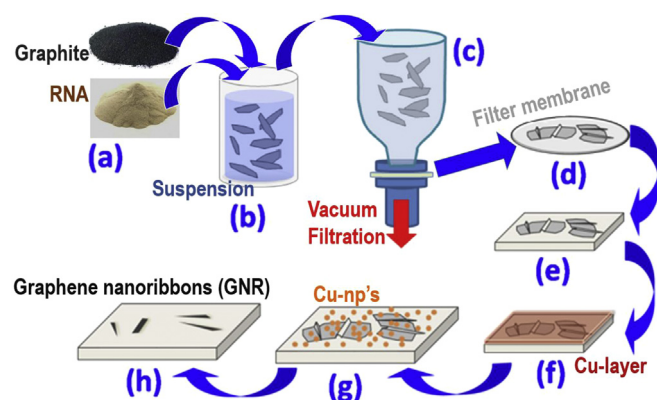 Graphite
RNA
(a)
Suspension
(b)
(c)
Vacuum
Filtration
Filter membrane
(d)
(e)
Cu-layer
(f)
Cu-np's
(g)
Graphene nanoribbons (GNR)
(h)